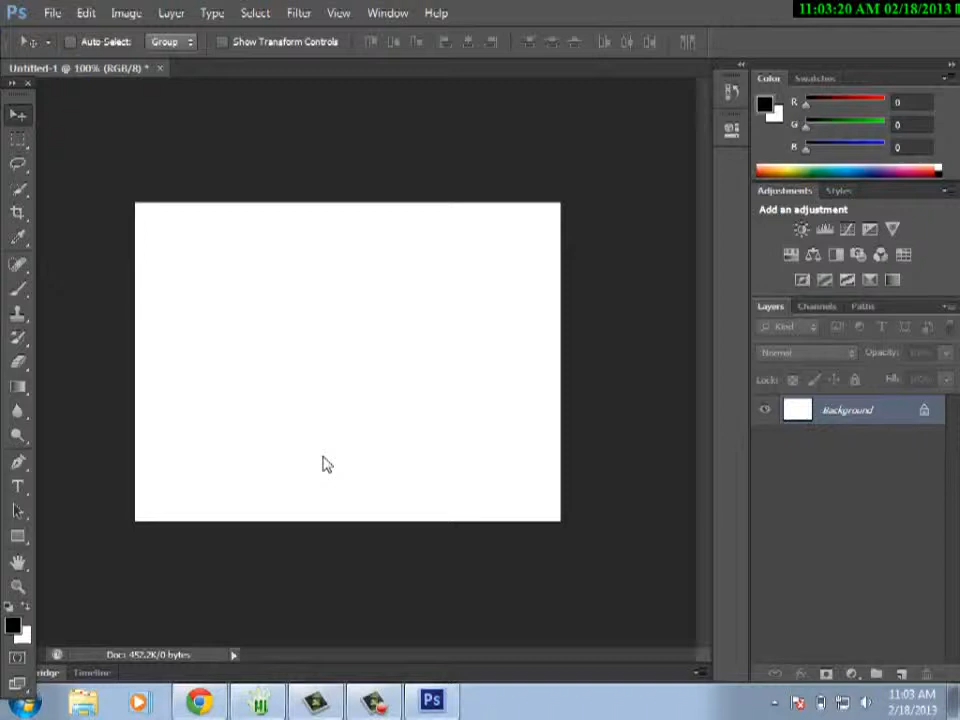 Ps File Edit Image Layer Type Select Filter View Window Help
11:03:20 AM 02/18/2013
Auto-Select: Group Show Transform Controls
Untitled-1 @ 100% (RGB/8) * ×
Color Swatches
R 0
G 0
B 0
Adjustments Styles
Add an adjustment
Layers Channels Paths
Kind
Normal Opacity:
Lock: Fill:
Background
Doc: 452.2K/0 bytes
Timeline
Ps
11:03 AM
2/18/2013